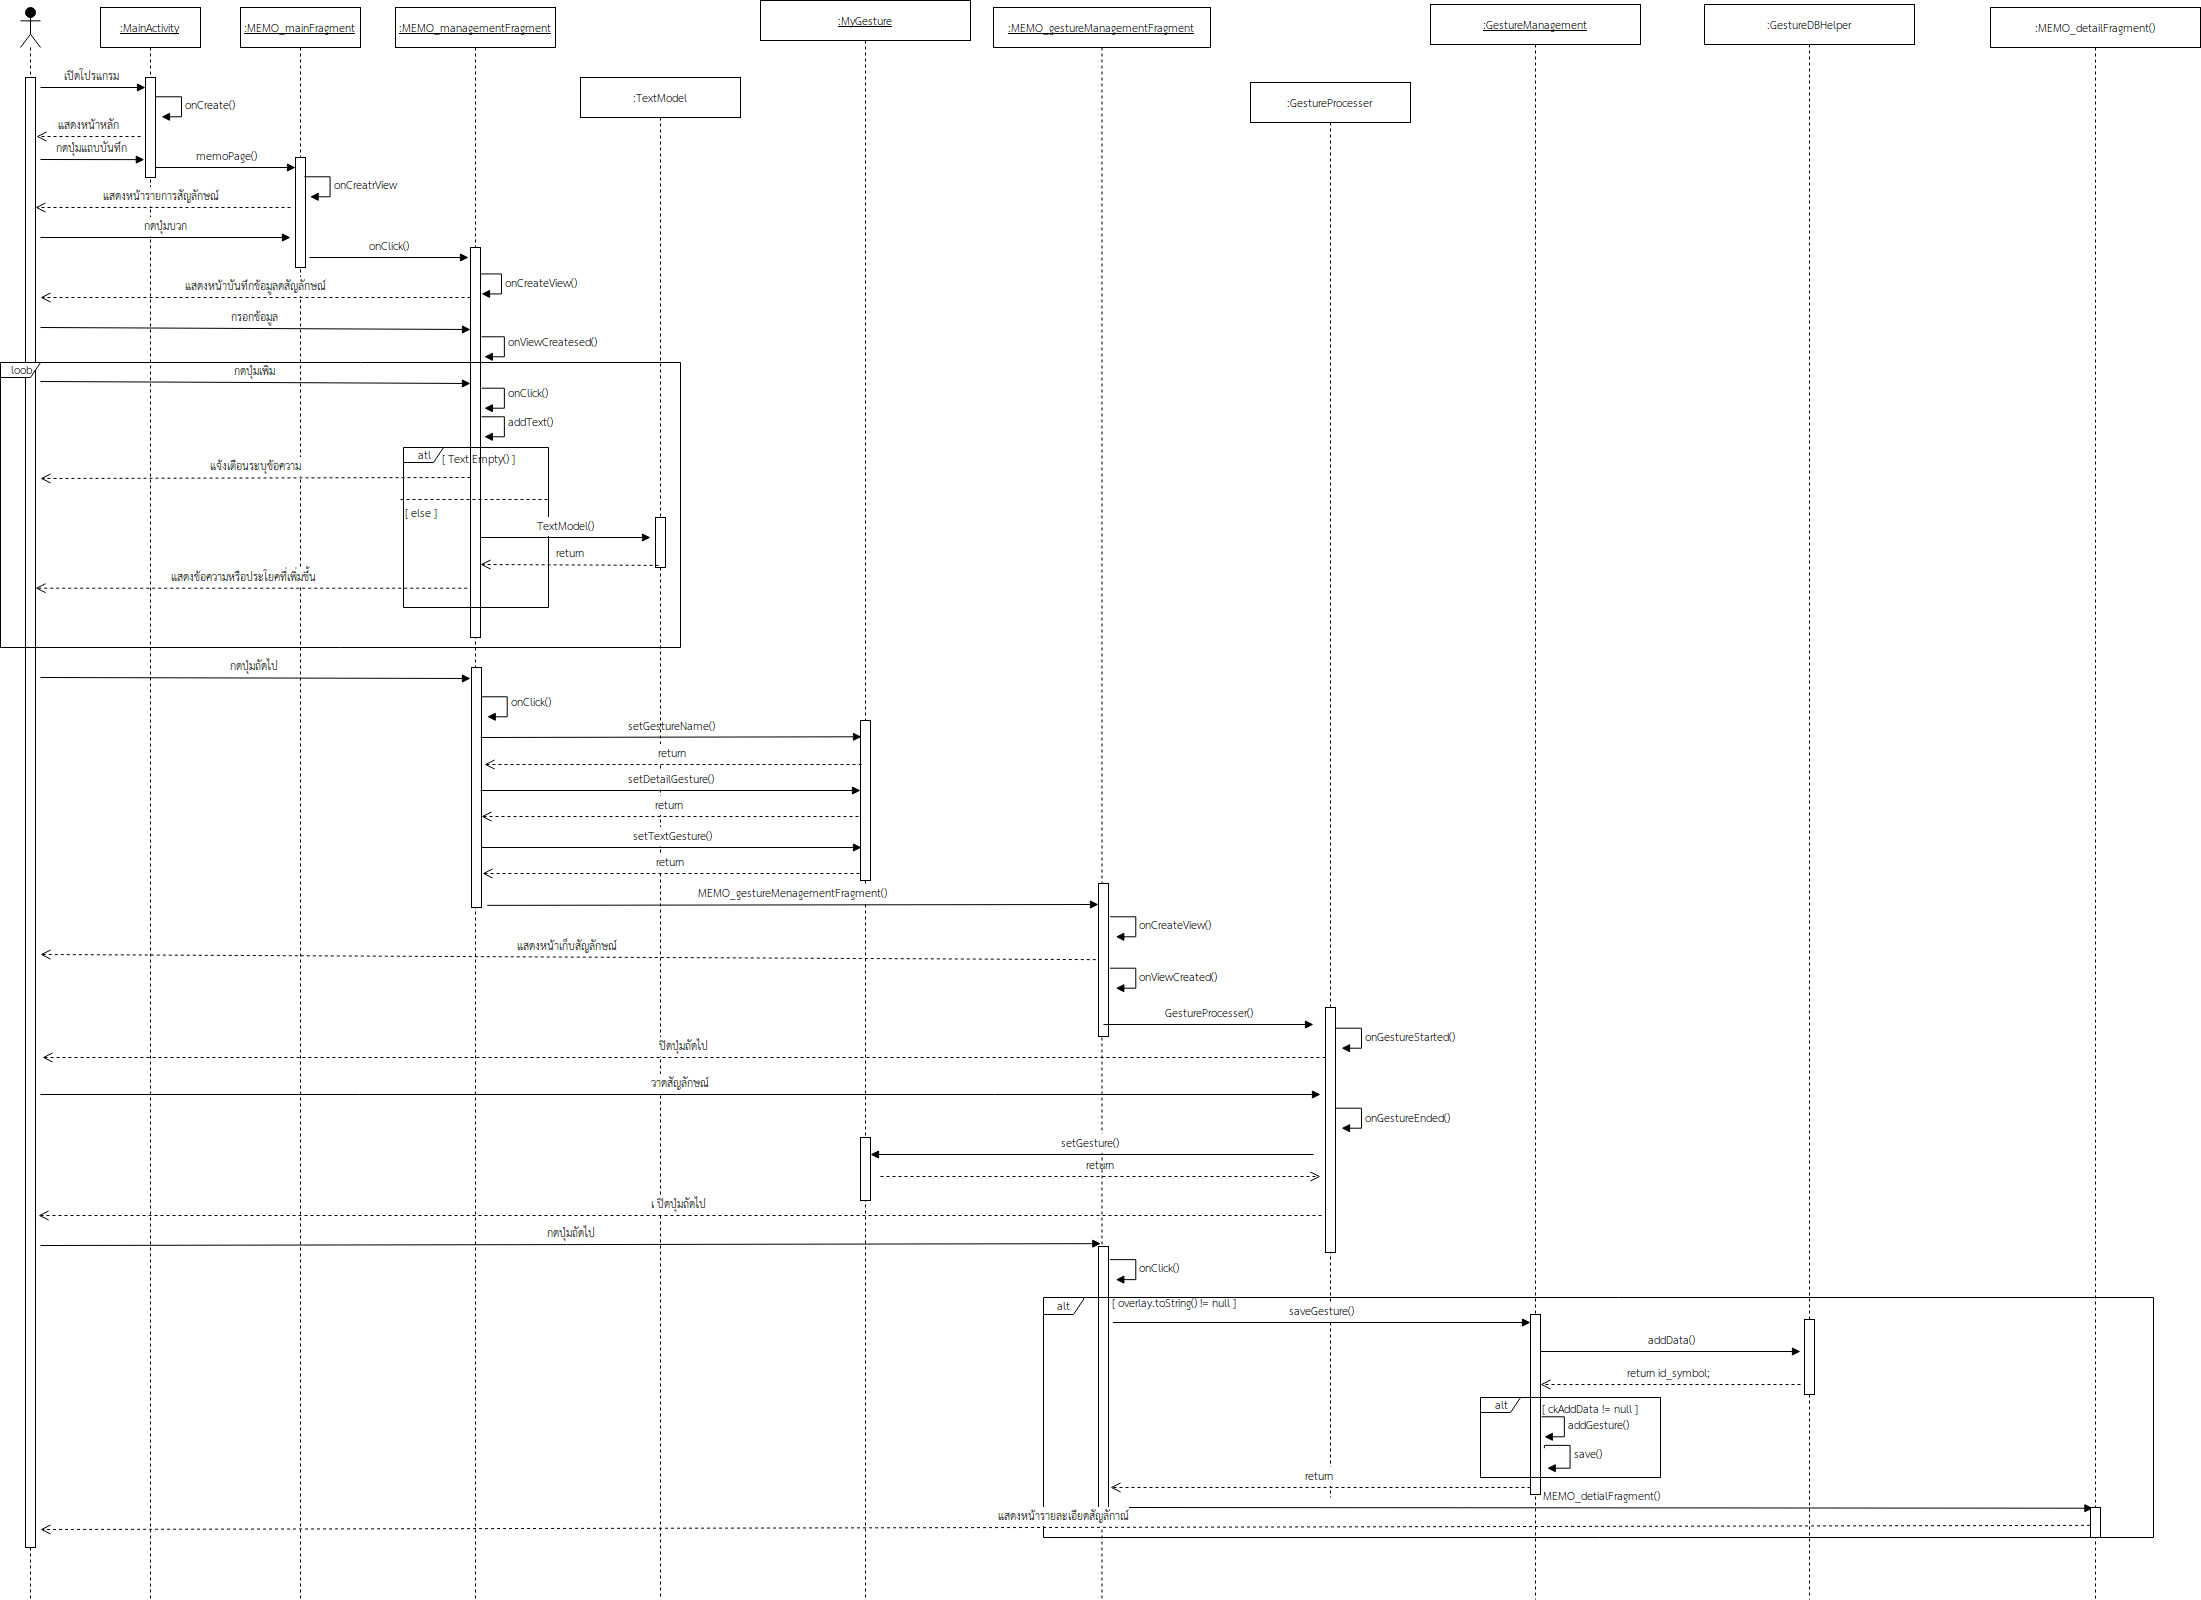 :MainActivity
:MEMO_mainFragment
:MEMO_managementFragment
:MyGesture
:MEMO_gestureManagementFragment
:GestureManagement
:GestureDBHelper
:MEMO_detailFragment()
:TextModel
:GestureProcesser
เปิดโปรแกรม
onCreate()
แสดงหน้าหลัก
กดปุ่มแถบบันทึก
memoPage()
onCreatrView
แสดงหน้ารายการสัญลักษณ์
กดปุ่มบวก
onClick()
onCreateView()
แสดงหน้าบันทึกข้อมูลดสัญลักษณ์
กรอกข้อมูล
onViewCreatesed()
loob
กดปุ่มเพิ่ม
onClick()
addText()
atl
[ Text Empty() ]
แจ้งเตือนระบุข้อความ
[ else ]
TextModel()
return
แสดงข้อความหรือประโยคที่เพิ่มขึ้น
กดปุ่มถัดไป
onClick()
setGestureName()
return
setDetailGesture()
return
setTextGesture()
return
MEMO_gestureMenagementFragment()
onCreateView()
แสดงหน้าเก็บสัญลักษณ์
onViewCreated()
GestureProcesser()
onGestureStarted()
ปิดปุ่มถัดไป
วาดสัญลักษณ์
onGestureEnded()
setGesture()
return
เ ปิดปุ่มถัดไป
กดปุ่มถัดไป
onClick()
alt
[ overlay.toString() != null ]
saveGesture()
addData()
return id_symbol;
alt
[ ckAddData != null ]
addGesture()
save()
return
MEMO_detialFragment()
แสดงหน้ารายละเอียดสัญลักาณ์